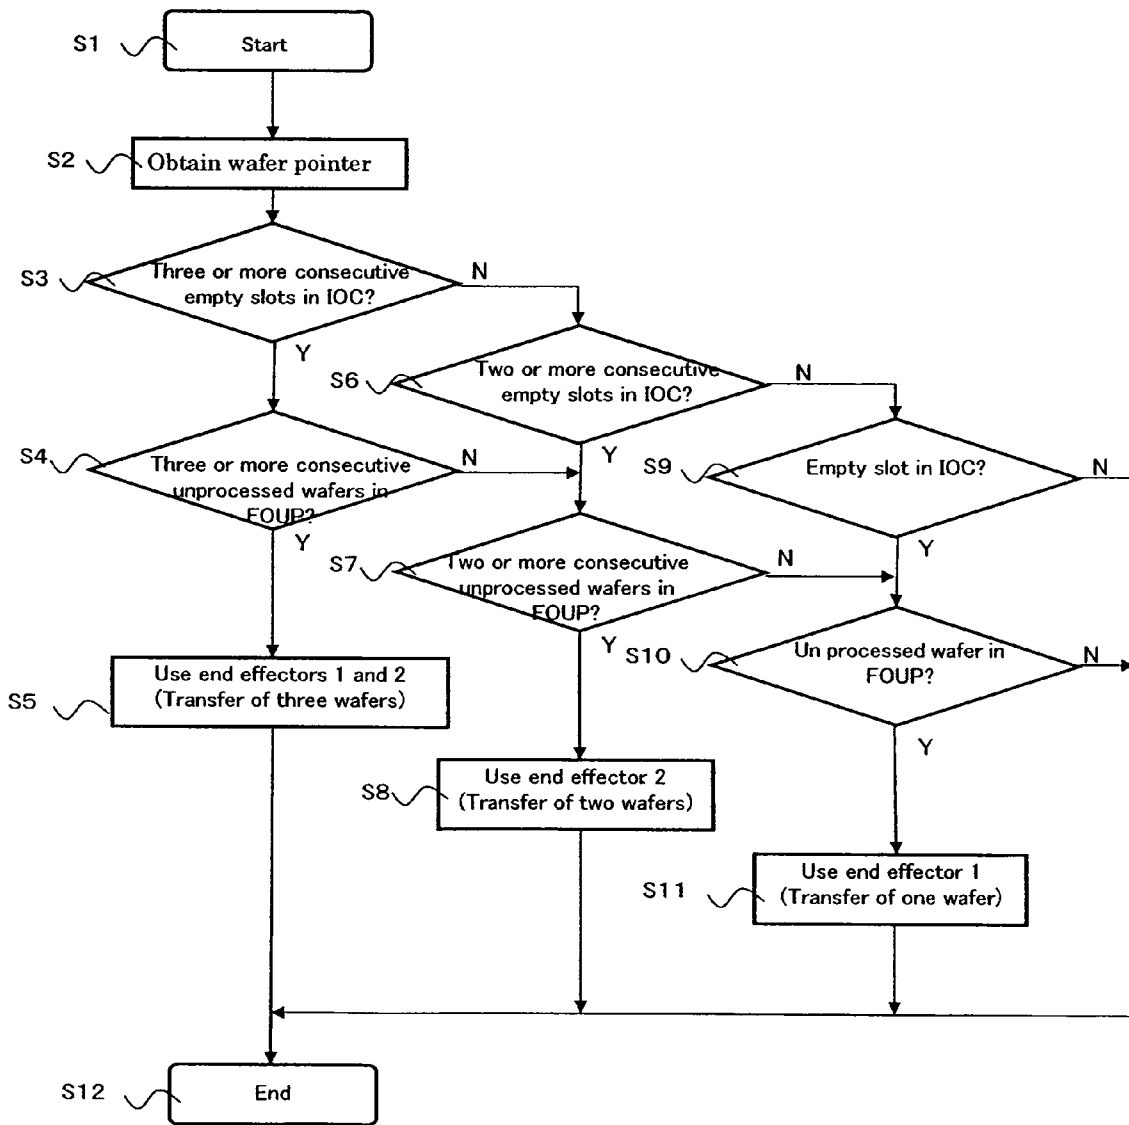 S1
Start
S2
Obtain wafer pointer
S3
Three or more consecutive
empty slots in IOC?
N
Y
S6
Two or more consecutive
empty slots in IOC?
N
Y
S4
Three or more consecutive
unprocessed wafers in
FOUP?
N
Y
S9
Empty slot in IOC?
N
Y
S7
Two or more consecutive
unprocessed wafers in
FOUP?
N
Y
S10
Un processed wafer in
FOUP?
N
Y
S5
Use end effectors 1 and 2
(Transfer of three wafers)
S8
Use end effector 2
(Transfer of two wafers)
S11
Use end effector 1
(Transfer of one wafer)
S12
End